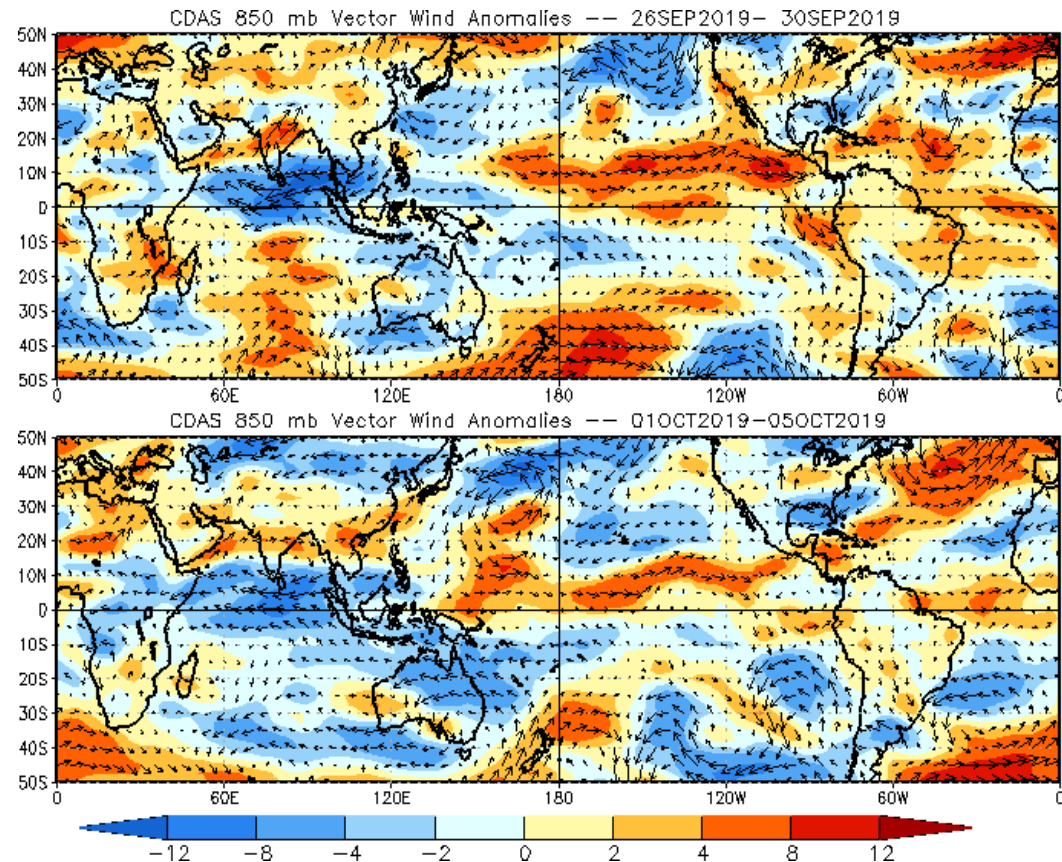 CDAS 850 mb Vector Wind Anomalies -- 26SEP2019- 30SEP2019
50N
40N
30N
20N
10N
0
10S
20S
30S
40S
50S
0 60E 120E 180 120W 60W 0
CDAS 850 mb Vector Wind Anomalies -- 01OCT2019-05OCT2019
50N
40N
30N
20N
10N
0
10S
20S
30S
40S
50S
0 60E 120E 180 120W 60W 0
-12 -8 -4 -2 0 2 4 8 12